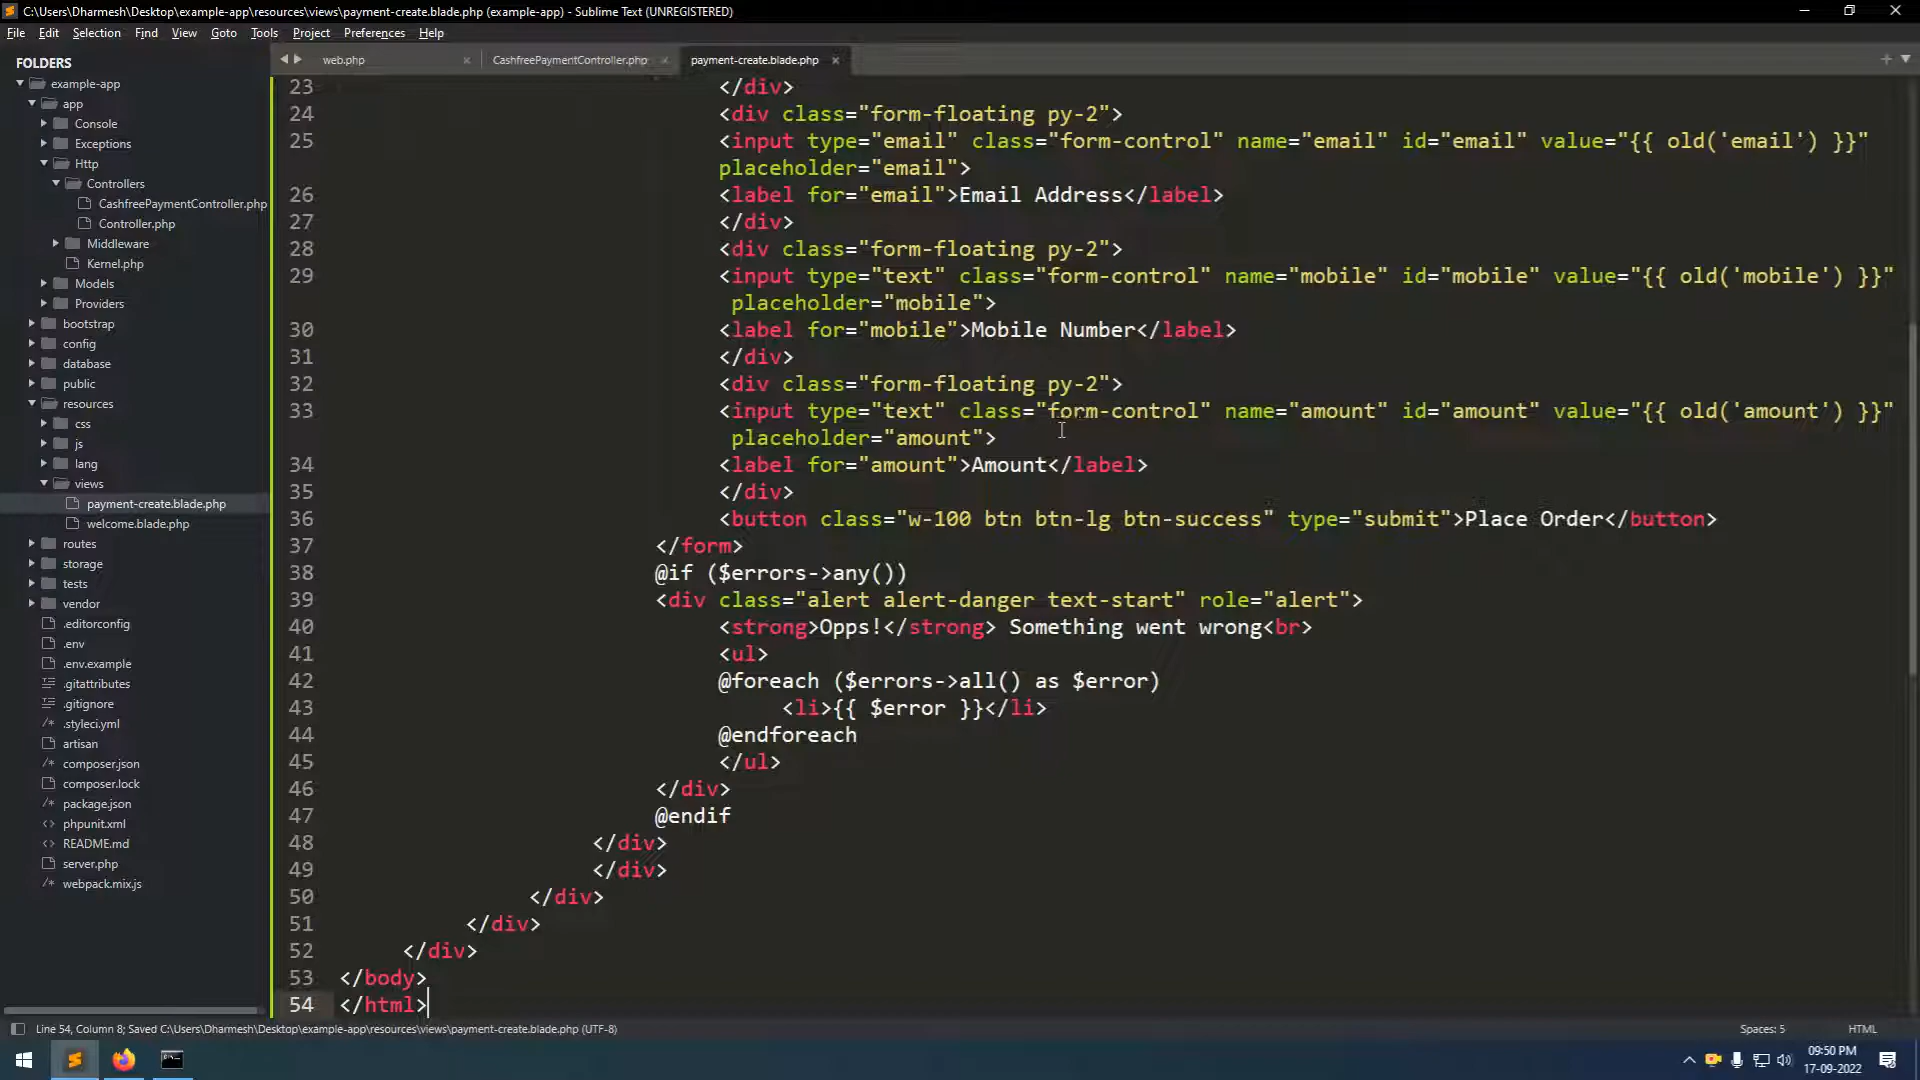 C:\Users\Dharmesh\Desktop\example-app\resources\views\payment-create.blade.php (example-app) - Sublime Text (UNREGISTERED)
File Edit Selection Find View Goto Tools Project Preferences Help
FOLDERS
example-app
app
Console
Exceptions
Http
Controllers
CashfreePaymentController.php
Controller.php
Middleware
Kernel.php
Models
Providers
bootstrap
config
database
public
resources
css
js
lang
views
payment-create.blade.php
welcome.blade.php
routes
storage
tests
vendor
.editorconfig
.env
.env.example
.gitattributes
.gitignore
.styleci.yml
artisan
composer.json
composer.lock
package.json
phpunit.xml
README.md
server.php
webpack.mix.js
web.php CashfreePaymentController.php payment-create.blade.php
23 </div>
24 <div class="form-floating py-2">
25 <input type="email" class="form-control" name="email" id="email" value="{{ old('email') }}"
placeholder="email">
26 <label for="email">Email Address</label>
27 </div>
28 <div class="form-floating py-2">
29 <input type="text" class="form-control" name="mobile" id="mobile" value="{{ old('mobile') }}"
placeholder="mobile">
30 <label for="mobile">Mobile Number</label>
31 </div>
32 <div class="form-floating py-2">
33 <input type="text" class="form-control" name="amount" id="amount" value="{{ old('amount') }}"
placeholder="amount">
34 <label for="amount">Amount</label>
35 </div>
36 <button class="w-100 btn btn-lg btn-success" type="submit">Place Order</button>
37 </form>
38 @if ($errors->any())
39 <div class="alert alert-danger text-start" role="alert">
40 <strong>Opps!</strong> Something went wrong<br>
41 <ul>
42 @foreach ($errors->all() as $error)
43 <li>{{ $error }}</li>
44 @endforeach
45 </ul>
46 </div>
47 @endif
48 </div>
49 </div>
50 </div>
51 </div>
52 </div>
53 </body>
54 </html>
Line 54, Column 8; Saved C:\Users\Dharmesh\Desktop\example-app\resources\views\payment-create.blade.php (UTF-8) Spaces: 5 HTML
09:50 PM
17-09-2022